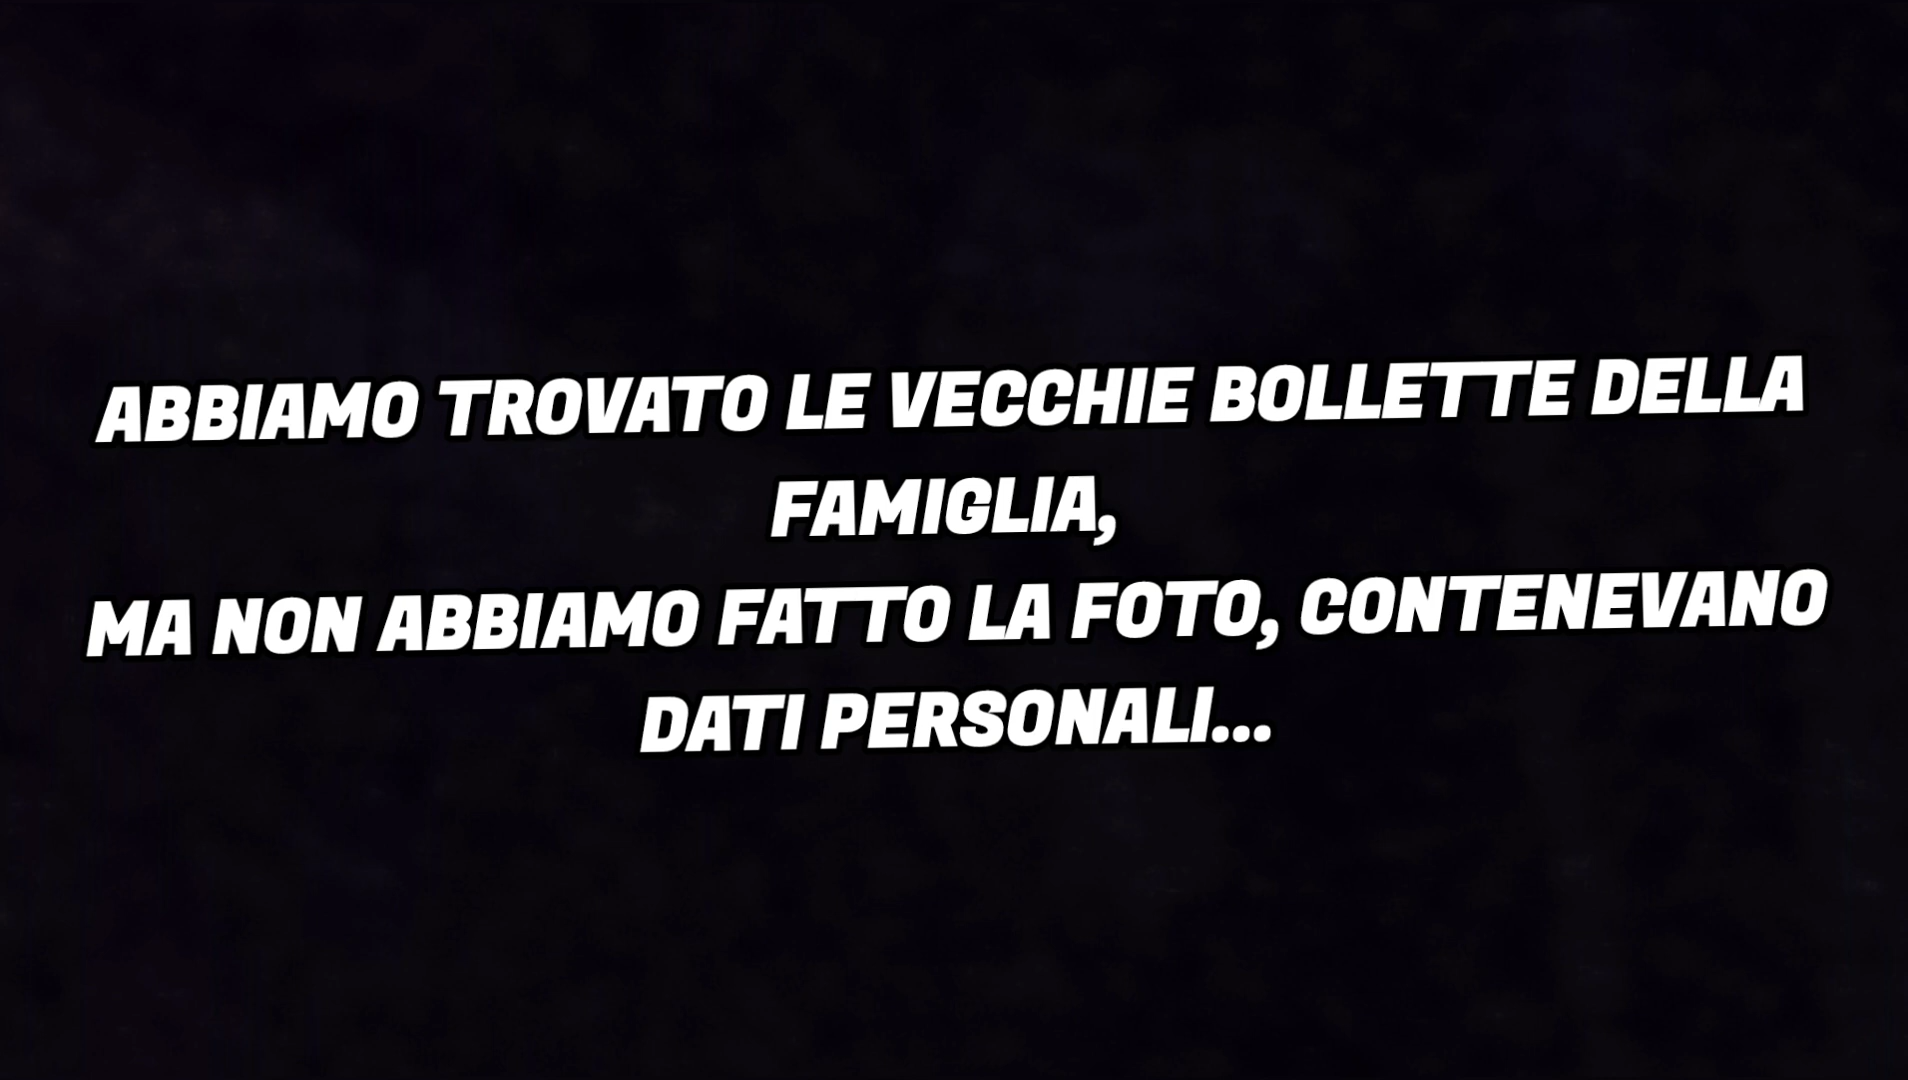 ABBIAMO TROVATO LE VECCHIE BOLLETTE DELLA
FAMIGLIA,
MA NON ABBIAMO FATTO LA FOTO, CONTENEVANO
DATI PERSONALI...